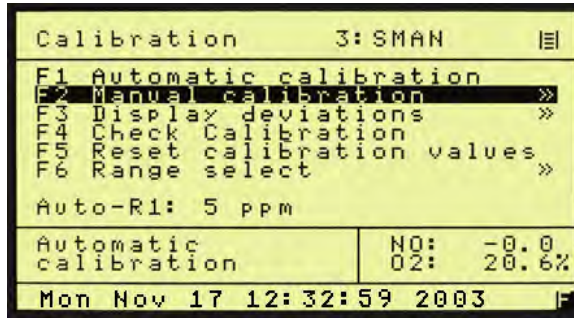 Calibration 3:SMAN
F1 Automatic calibration
F2 Manual calibration »
F3 Display deviations »
F4 Check Calibration
F5 Reset calibration values
F6 Range select »
Auto-R1: 5 ppm
Automatic calibration
NO: -0.0
O2: 20.6%
Mon Nov 17 12:32:59 2003